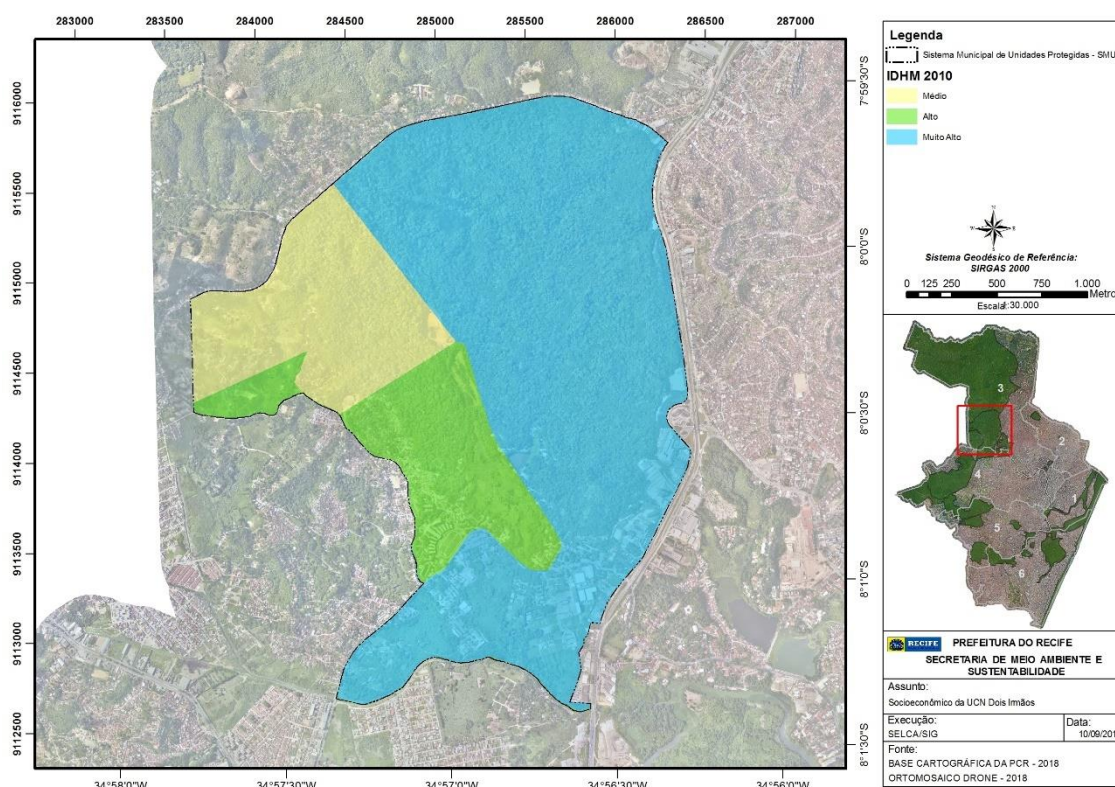 283000 283500 284000 284500 285000 285500 286000 286500 287000
9116000
9115500
9115000
9114500
9114000
9113500
9113000
9112500
7°59'30"S
8°0'0"S
8°0'30"S
8°1'0"S
8°1'30"S
34°58'0"W 34°57'30"W 34°57'0"W 34°56'30"W 34°56'0"W
Legenda
Sistema Municipal de Unidades Protegidas - SMU
IDHM 2010
Médio
Alto
Muito Alto
N
W E
S
Sistema Geodésico de Referência:
SIRGAS 2000
0 125 250 500 750 1.000
Metro
Escala1:30.000
3
2
1
5
6
RECIFE PREFEITURA DO RECIFE
SECRETARIA DE MEIO AMBIENTE E
SUSTENTABILIDADE
Assunto:
Socioeconômico da UCN Dois Irmãos
Execução:
SELCA/SIG
Data:
10/09/201
Fonte:
BASE CARTOGRÁFICA DA PCR - 2018
ORTOMOSAICO DRONE - 2018